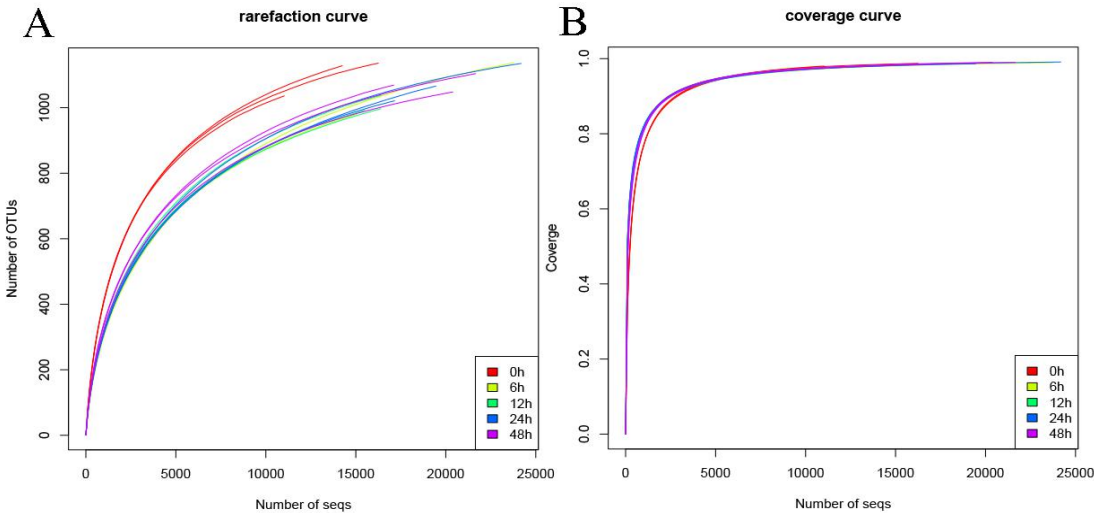 A
rarefaction curve
Number of OTUs
1000
800
600
400
200
0
0h
6h
12h
24h
48h
0 5000 10000 15000 20000 25000
Number of seqs
B
coverage curve
Coverge
1.0
0.8
0.6
0.4
0.2
0.0
0h
6h
12h
24h
48h
0 5000 10000 15000 20000 25000
Number of seqs